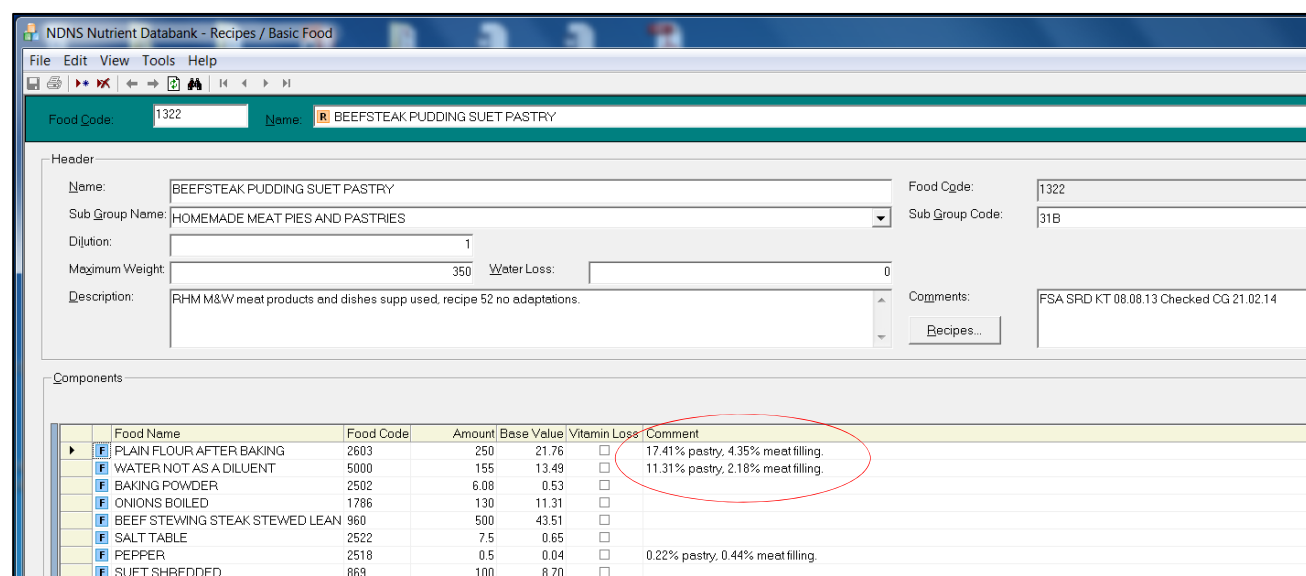 NDNS Nutrient Databank - Recipes / Basic Food
File Edit View Tools Help
Food Code: 1322 Name: R BEEFSTEAK PUDDING SUET PASTRY
Header
Name: BEEFSTEAK PUDDING SUET PASTRY Food Code: 1322
Sub Group Name: HOMEMADE MEAT PIES AND PASTRIES Sub Group Code: 31B
Dilution: 1
Maximum Weight: 350 Water Loss: 0
Description: RHM M&W meat products and dishes supp used, recipe 52 no adaptations. Comments: FSA SRD KT 08.08.13 Checked CG 21.02.14
Recipes...
Components
Food Name Food Code Amount Base Value Vitamin Loss Comment
F PLAIN FLOUR AFTER BAKING 2603 250 21.76 17.41% pastry, 4.35% meat filling.
F WATER NOT AS A DILUENT 5000 155 13.49 11.31% pastry, 2.18% meat filling.
F BAKING POWDER 2502 6.08 0.53
F ONIONS BOILED 1786 130 11.31
F BEEF STEWING STEAK STEWED LEAN 960 500 43.51
F SALT TABLE 2522 7.5 0.65
F PEPPER 2518 0.5 0.04 0.22% pastry, 0.44% meat filling.
F SUET SHREDDED 869 100 8.70